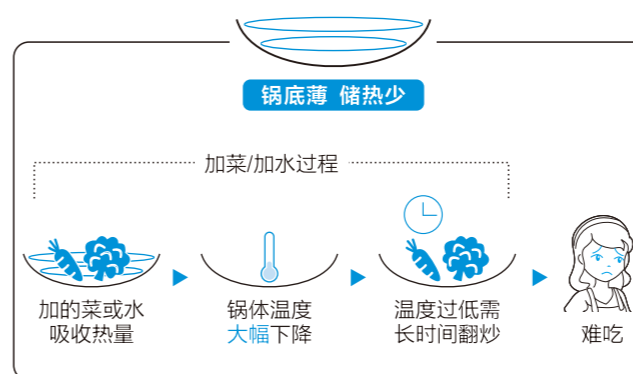 锅底薄 储热少
加菜/加水过程
加的菜或水
吸收热量
锅体温度
大幅下降
温度过低需
长时间翻炒
难吃